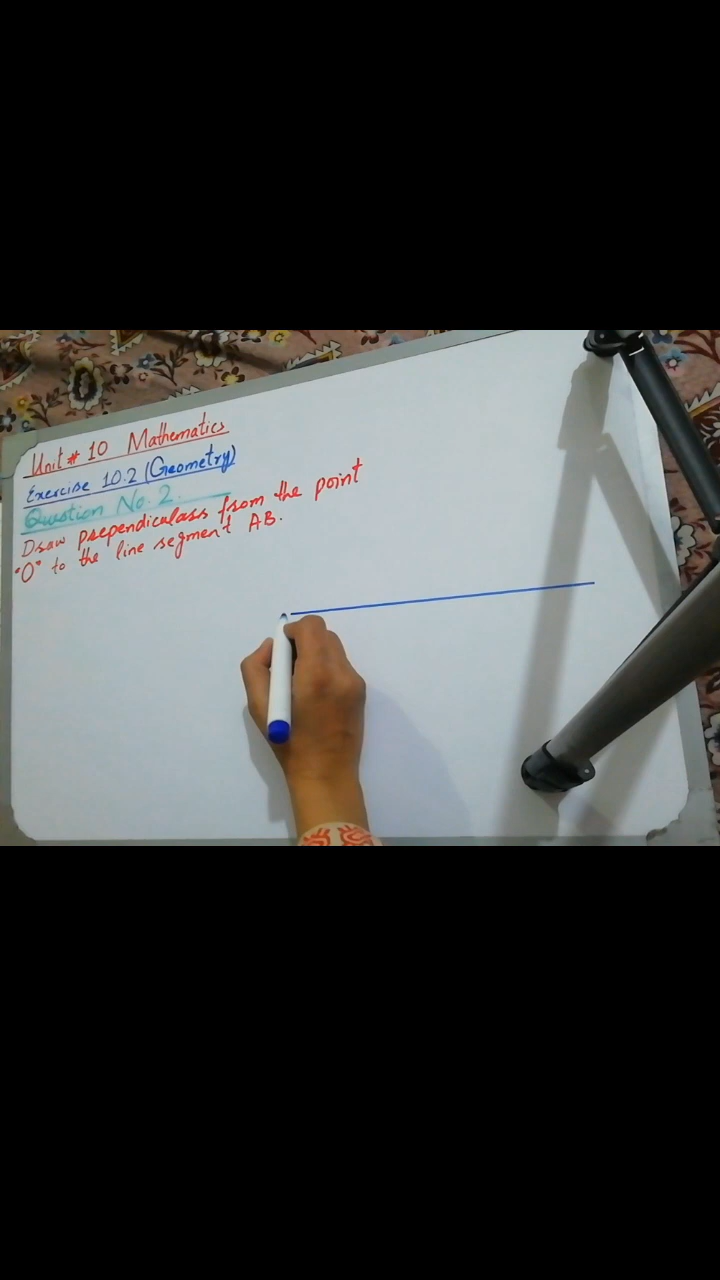 Unit # 10 Mathematics
Exercise 10.2 (Geometry)
Question No. 2.
Draw prependiculars from the point
"O" to the line segment AB.